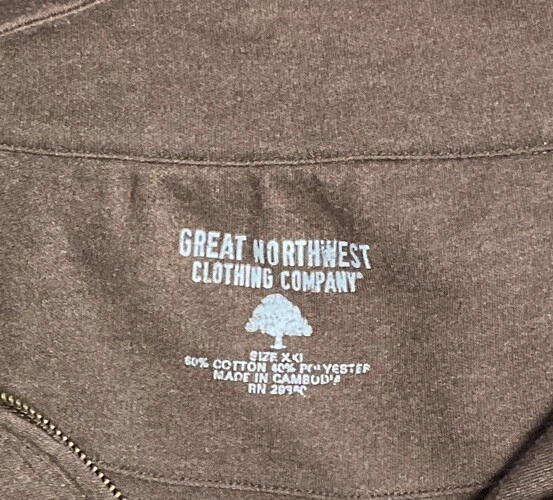 GREAT NORTHWEST
CLOTHING COMPANY
SIZE XXL
60% COTTON 40% POLYESTER
MADE IN CAMBODIA
RN